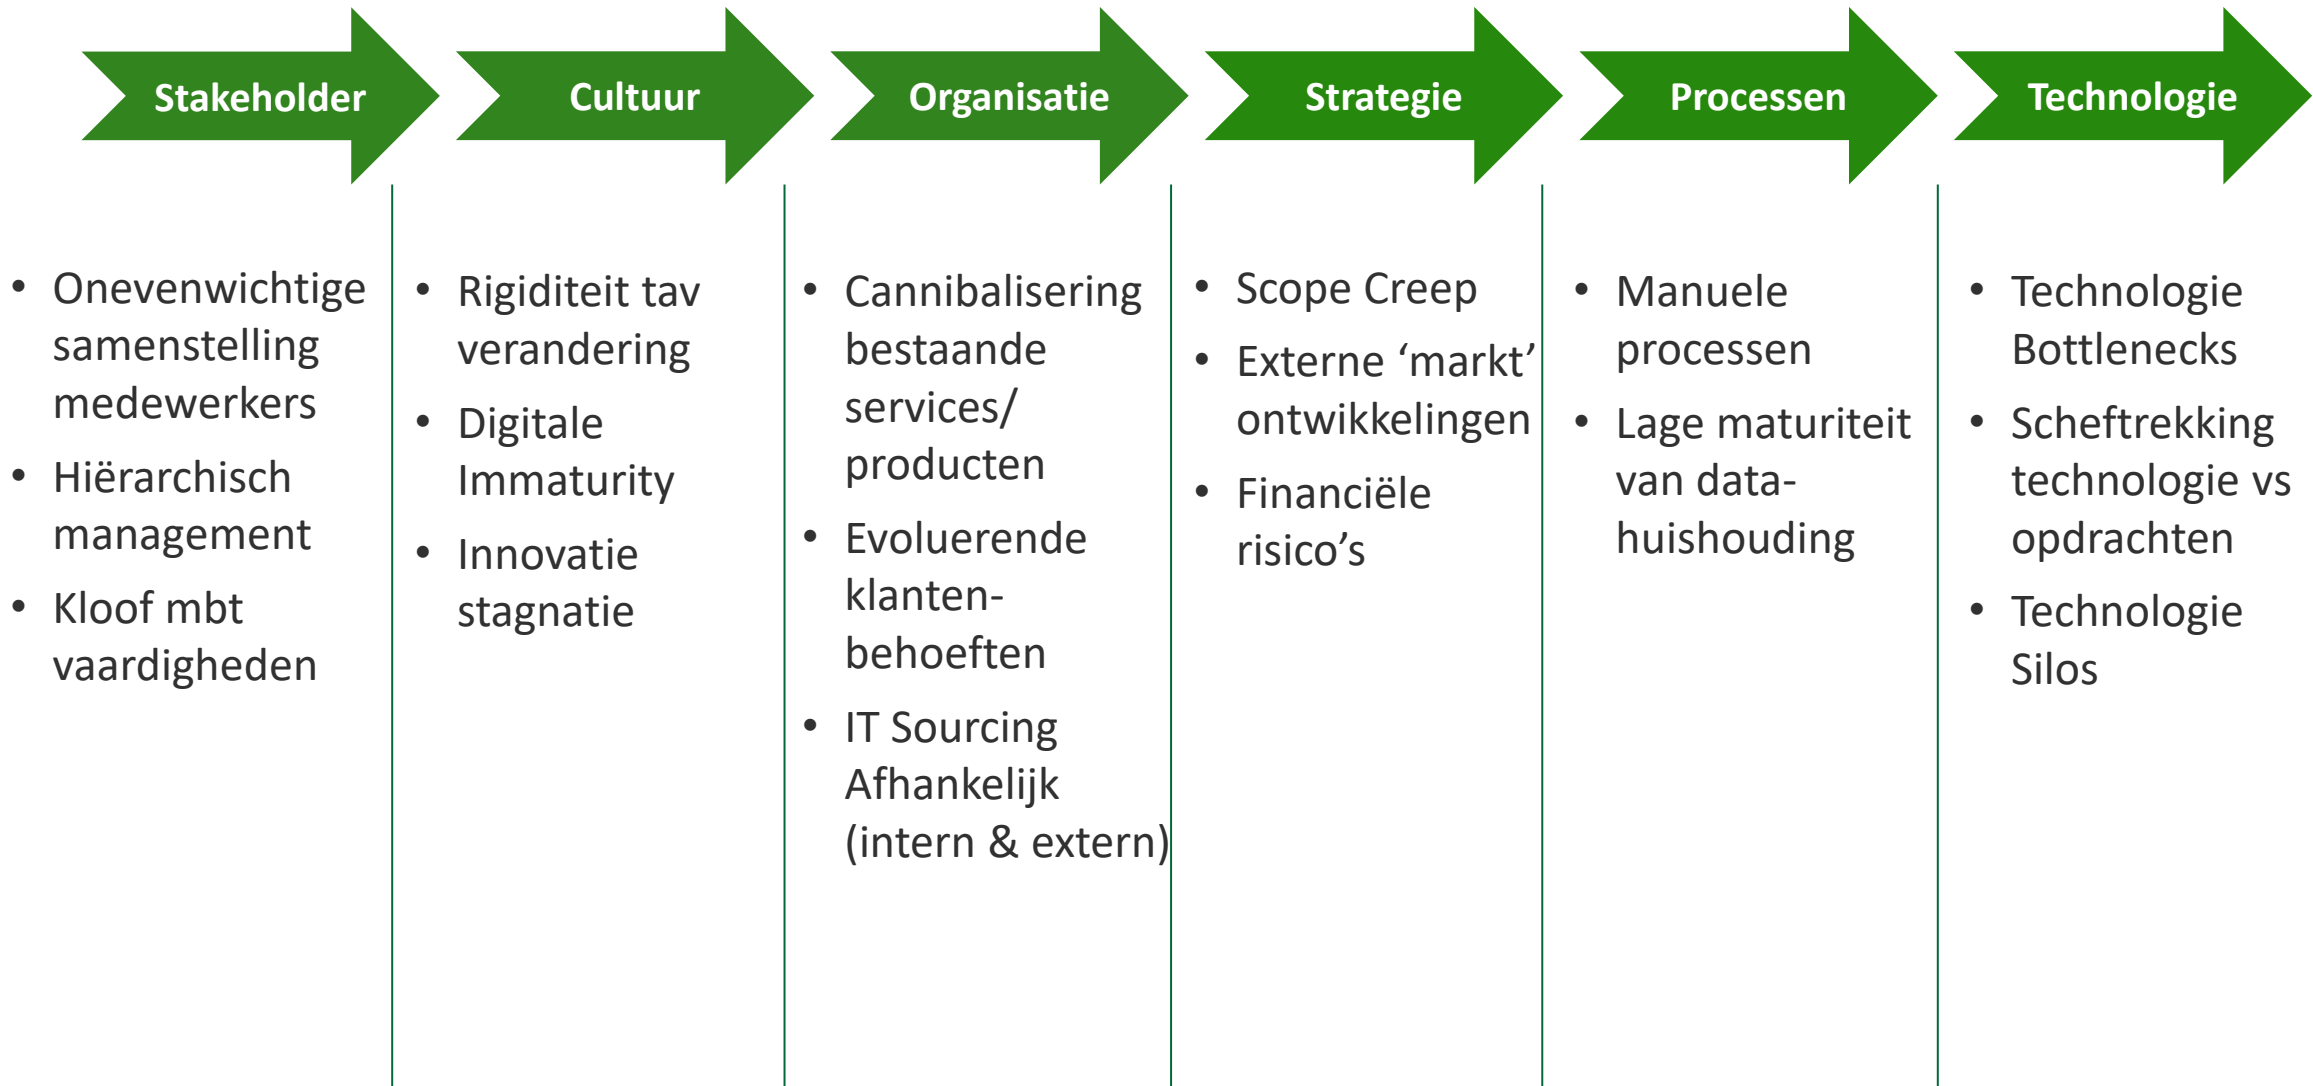 Stakeholder
Cultuur
Organisatie
Strategie
Processen
Technologie
• Onevenwichtige
samenstelling
medewerkers
• Hiërarchisch
management
• Kloof mbt
vaardigheden
• Rigiditeit tav
verandering
• Digitale
Immaturity
• Innovatie
stagnatie
• Cannibalisering
bestaande
services/
producten
• Evoluerende
klanten-
behoeften
• IT Sourcing
Afhankelijk
(intern & extern)
• Scope Creep
• Externe ‘markt’
ontwikkelingen
• Financiële
risico’s
• Manuele
processen
• Lage maturiteit
van data-
huishouding
• Technologie
Bottlenecks
• Scheftrekking
technologie vs
opdrachten
• Technologie
Silos